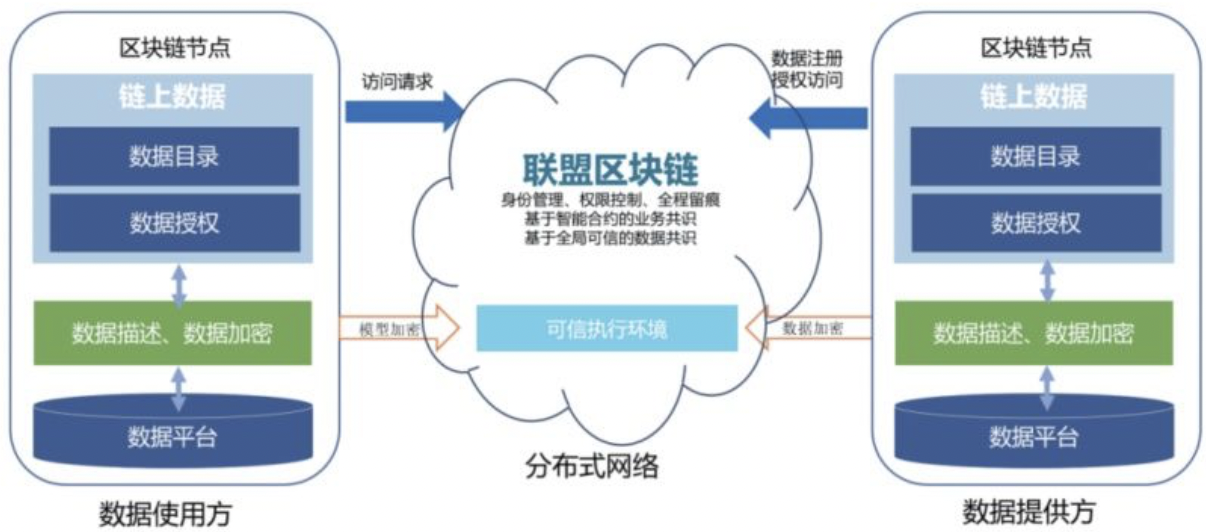 区块链节点
链上数据
数据目录
数据授权
数据描述、数据加密
数据平台
数据使用方
访问请求
模型加密
联盟区块链
身份管理、权限控制、全程留痕
基于智能合约的业务共识
基于全局可信的数据共识
可信执行环境
分布式网络
数据注册
授权访问
数据加密
区块链节点
链上数据
数据目录
数据授权
数据描述、数据加密
数据平台
数据提供方